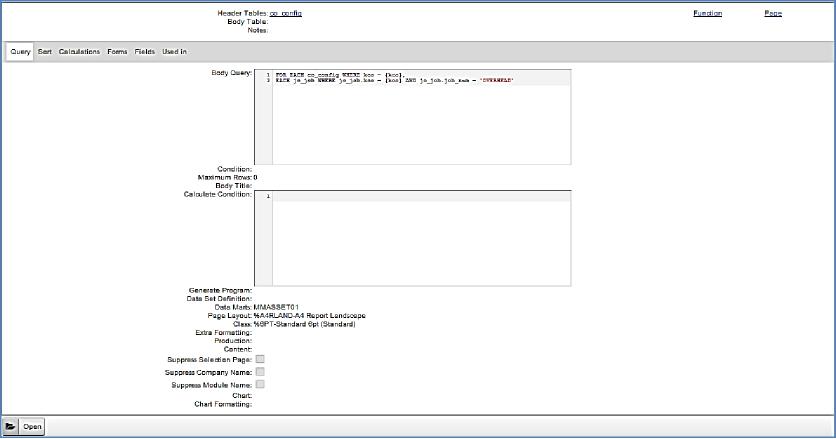 Header Tables: co_config Function Page
Body Table:
Notes:
Query Sort Calculations Forms Fields Used in
Body Query: 1 FOR EACH co_config WHERE kco = {kco},
2 EACH jc_job WHERE jc_job.kco = {kco} AND jc_job.job_num = 'OVERHEAD'
Condition:
Maximum Rows: 0
Body Title:
Calculate Condition: 1
Generate Program:
Data Set Definition:
Data Marts: MMASSET01
Page Layout: %A4RLAND-A4 Report Landscape
Class: %6PT-Standard 6pt (Standard)
Extra Formatting:
Production:
Content:
Suppress Selection Page:
Suppress Company Name:
Suppress Module Name:
Chart:
Chart Formatting:
Open